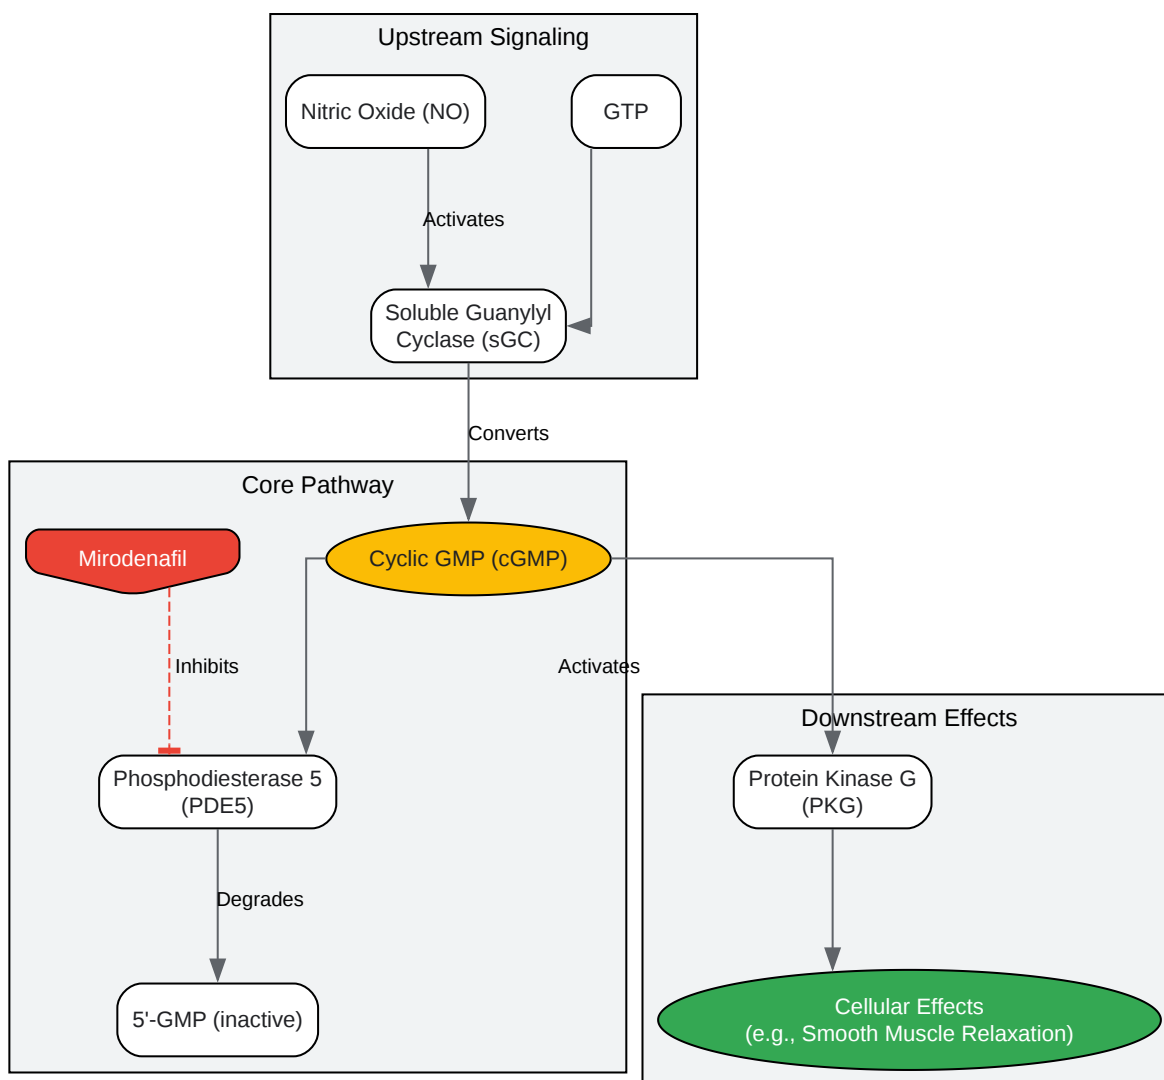 Upstream Signaling
Nitric Oxide (NO)
GTP
Activates
Soluble Guanylyl
Cyclase (sGC)
Converts
Core Pathway
Mirodenafil
Cyclic GMP (cGMP)
Inhibits
Activates
Downstream Effects
Phosphodiesterase 5
(PDE5)
Protein Kinase G
(PKG)
Degrades
5'-GMP (inactive)
Cellular Effects
(e.g., Smooth Muscle Relaxation)